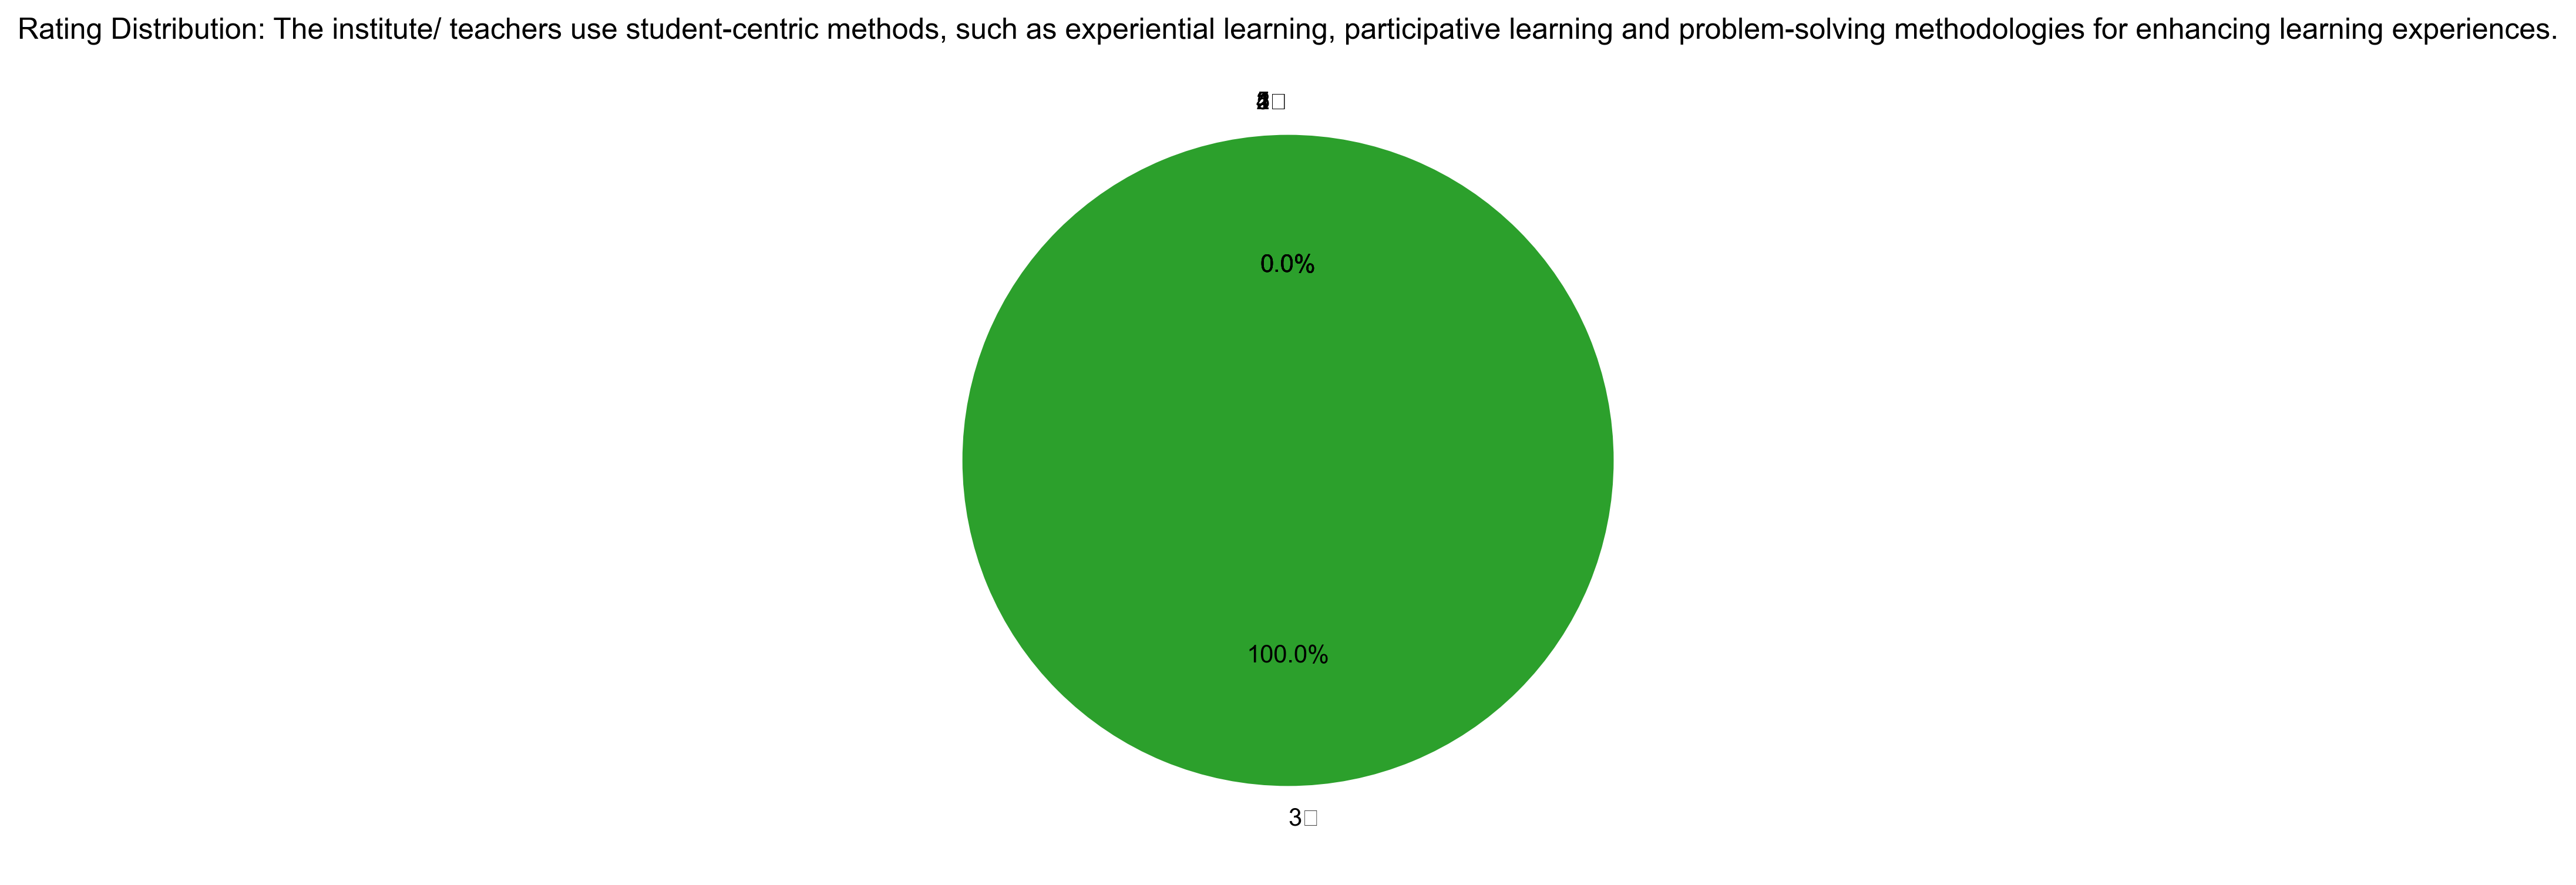 Rating Distribution: The institute/ teachers use student-centric methods, such as experiential learning, participative learning and problem-solving methodologies for enhancing learning experiences.
0.0%
100.0%
3□